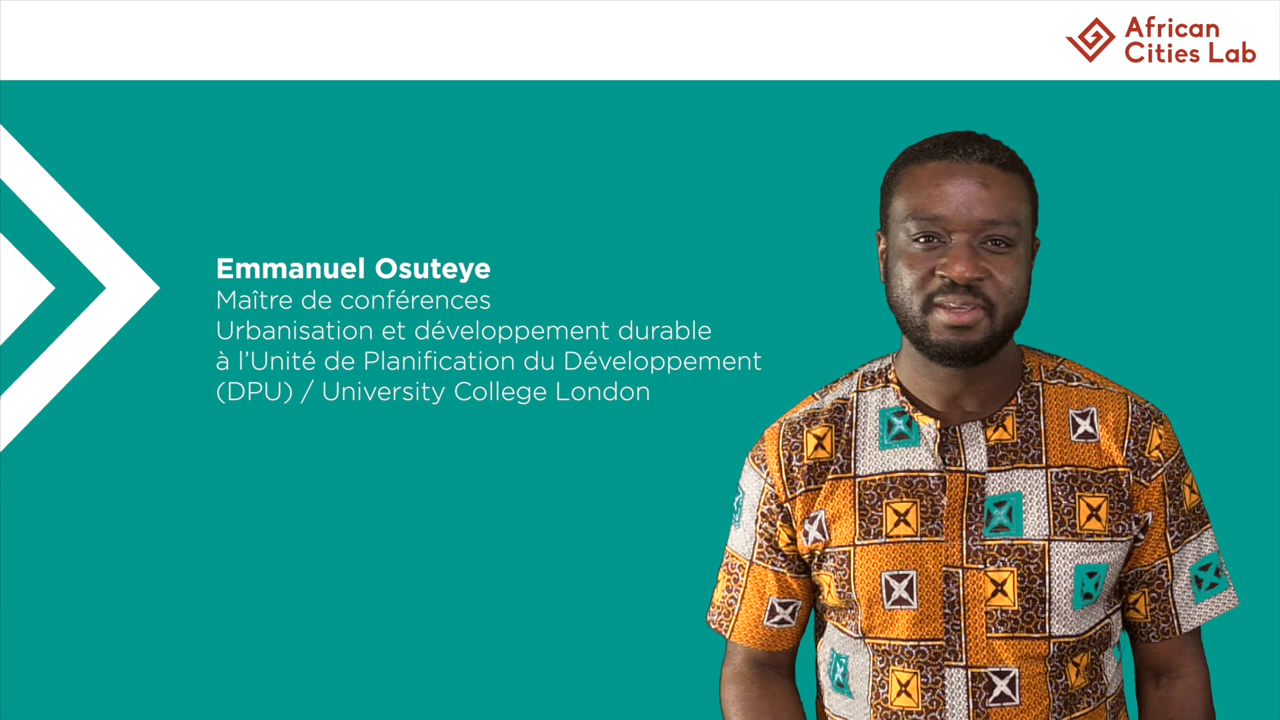 African
Cities Lab
Emmanuel Osuteye
Maître de conférences
Urbanisation et développement durable
à l’Unité de Planification du Développement
(DPU) / University College London